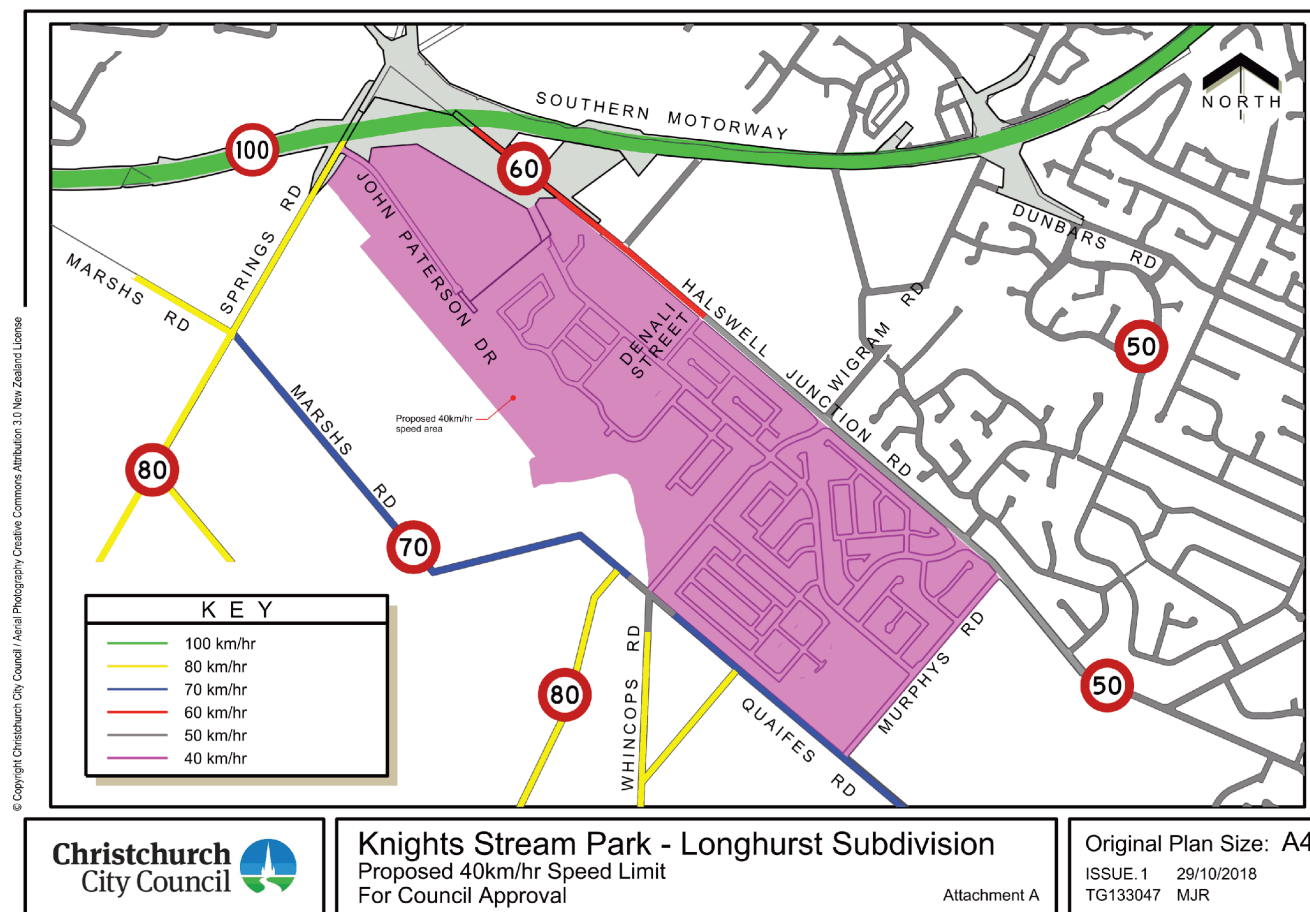 SOUTHERN MOTORWAY
NORTH
100
60
DUNBARS RD
JOHN PATERSON DR
SPRINGS RD
MARSHS RD
HALSWELL JUNCTION RD
DENALI
STREET
WIGRAM RD
50
MARSHS RD
Proposed 40km/hr
speed area
80
70
KEY
100 km/hr
80 km/hr
70 km/hr
60 km/hr
50 km/hr
40 km/hr
80
WHINCOPS RD
QUAIFES RD
MURPHYS RD
50
© Copyright Christchurch City Council / Aerial Photography Creative Commons Attribution 3.0 New Zealand License
Christchurch
City Council
Knights Stream Park - Longhurst Subdivision
Proposed 40km/hr Speed Limit
For Council Approval
Attachment A
Original Plan Size: A4
ISSUE.1 29/10/2018
TG133047 MJR